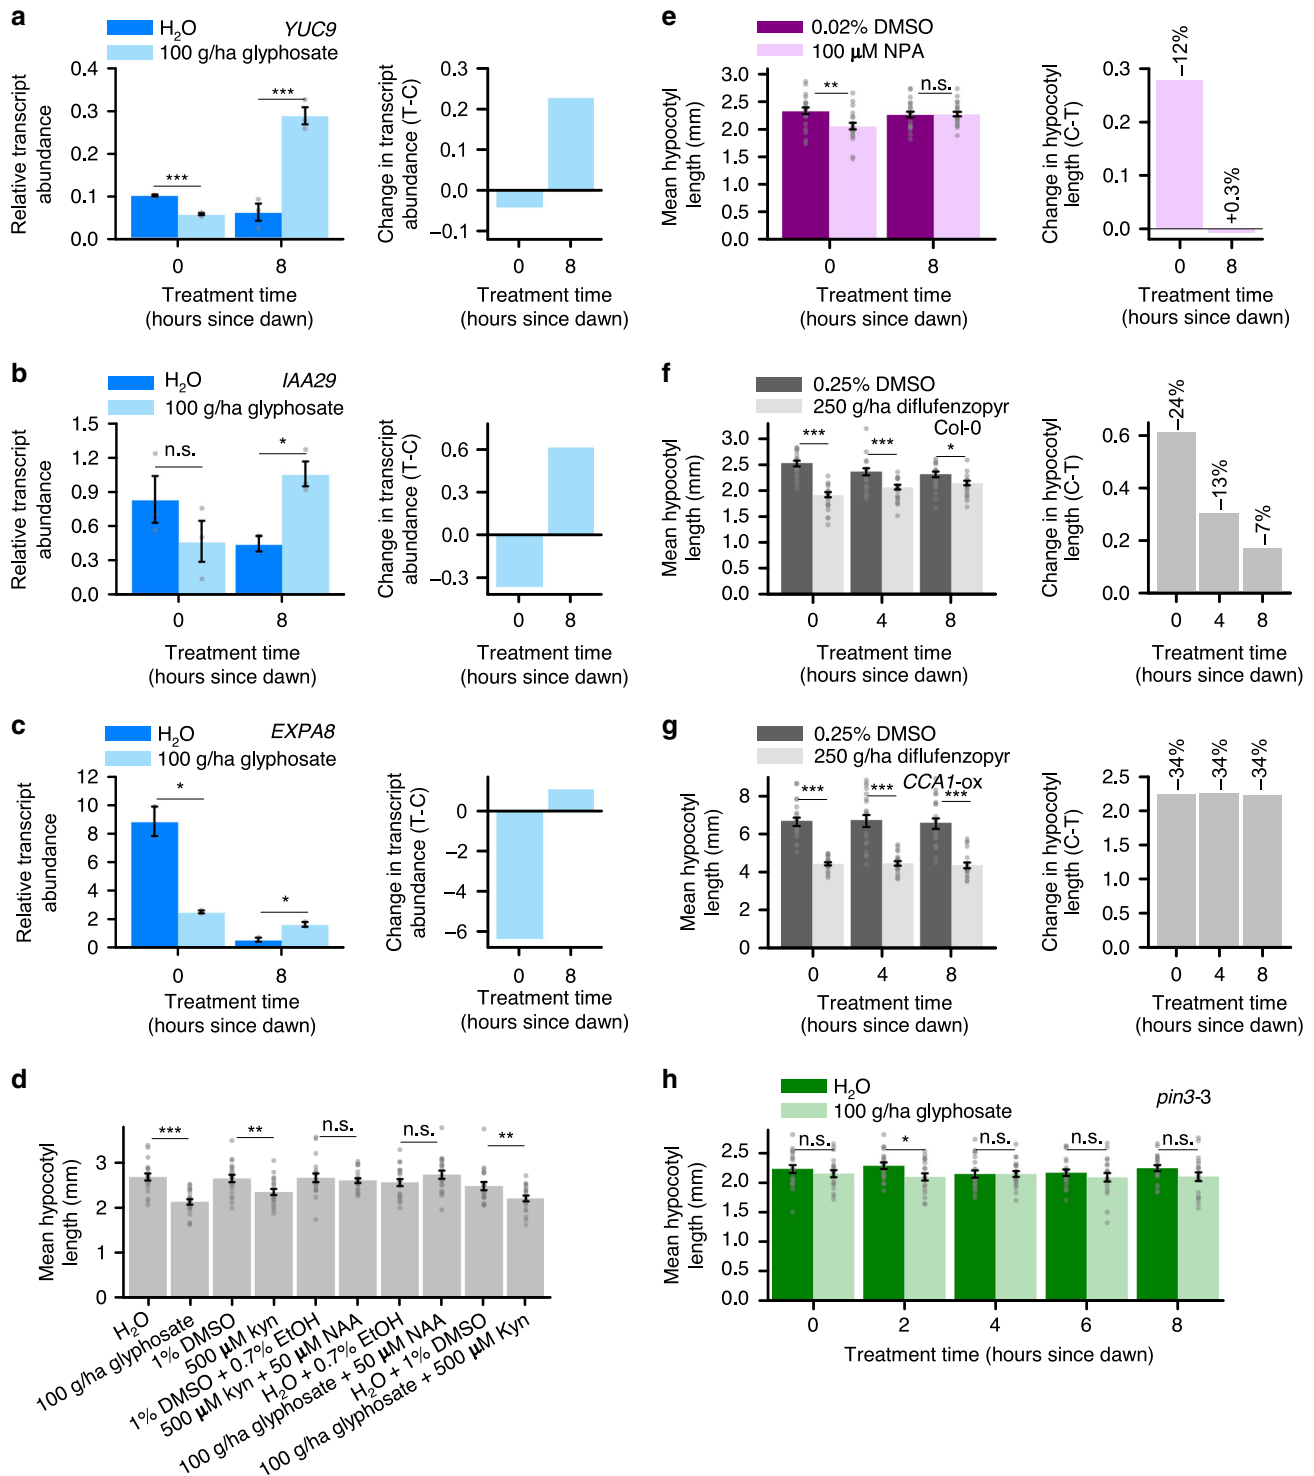 a
H₂O
YUC9
100 g/ha glyphosate
Relative transcript
abundance
0.4
0.3
0.2
0.1
0.0
***
***
0
8
Treatment time
(hours since dawn)
Change in transcript
abundance (T-C)
0.3
0.2
0.1
0.0
–0.1
0
8
Treatment time
(hours since dawn)
b
H₂O
IAA29
100 g/ha glyphosate
Relative transcript
abundance
1.5
1.2
0.9
0.6
0.3
0.0
n.s.
*
0
8
Treatment time
(hours since dawn)
Change in transcript
abundance (T-C)
0.6
0.3
0.0
–0.3
0
8
Treatment time
(hours since dawn)
c
H₂O
EXPA8
100 g/ha glyphosate
Relative transcript
abundance
12
10
8
6
4
2
0
*
*
0
8
Treatment time
(hours since dawn)
Change in transcript
abundance (T-C)
0
–2
–4
–6
0
8
Treatment time
(hours since dawn)
d
Mean hypocotyl
length (mm)
3
2
1
0
***
**
n.s.
n.s.
**
H₂O
100 g/ha glyphosate
1% DMSO
500 μM kyn
1% DMSO + 0.7% EtOH
500 μM kyn + 50 μM NAA
H₂O + 0.7% EtOH
100 g/ha glyphosate + 50 μM NAA
H₂O + 1% DMSO
100 g/ha glyphosate + 500 μM Kyn
e
0.02% DMSO
100 μM NPA
Mean hypocotyl
length (mm)
3.0
2.5
2.0
1.5
1.0
0.5
0.0
**
n.s.
0
8
Treatment time
(hours since dawn)
Change in hypocotyl
length (C-T)
0.3
0.2
0.1
0.0
–12%
+0.3%
0
8
Treatment time
(hours since dawn)
f
0.25% DMSO
250 g/ha diflufenzopyr
Col-0
Mean hypocotyl
length (mm)
3.0
2.5
2.0
1.5
1.0
0.5
0.0
***
***
*
0
4
8
Treatment time
(hours since dawn)
Change in hypocotyl
length (C-T)
0.6
0.4
0.2
0.0
–24%
–13%
–7%
0
4
8
Treatment time
(hours since dawn)
g
0.25% DMSO
250 g/ha diflufenzopyr
CCA1-ox
Mean hypocotyl
length (mm)
8
6
4
2
0
***
***
***
0
4
8
Treatment time
(hours since dawn)
Change in hypocotyl
length (C-T)
2.5
2.0
1.5
1.0
0.5
0.0
–34%
–34%
–34%
0
4
8
Treatment time
(hours since dawn)
h
H₂O
100 g/ha glyphosate
pin3-3
Mean hypocotyl
length (mm)
2.5
2.0
1.5
1.0
0.5
0.0
n.s.
*
n.s.
n.s.
n.s.
0
2
4
6
8
Treatment time (hours since dawn)